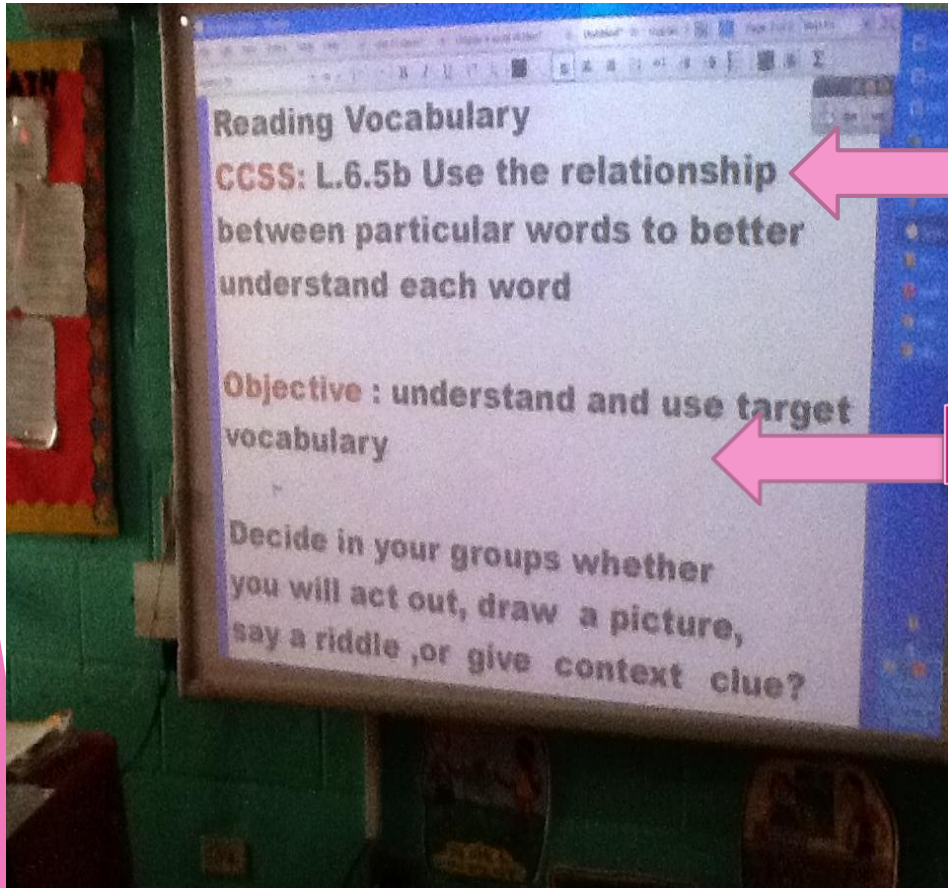 B I U
Σ
Reading Vocabulary
CCSS: L.6.5b Use the relationship
between particular words to better
understand each word
Objective : understand and use target
vocabulary
Decide in your groups whether
you will act out, draw a picture,
say a riddle ,or give context clue?